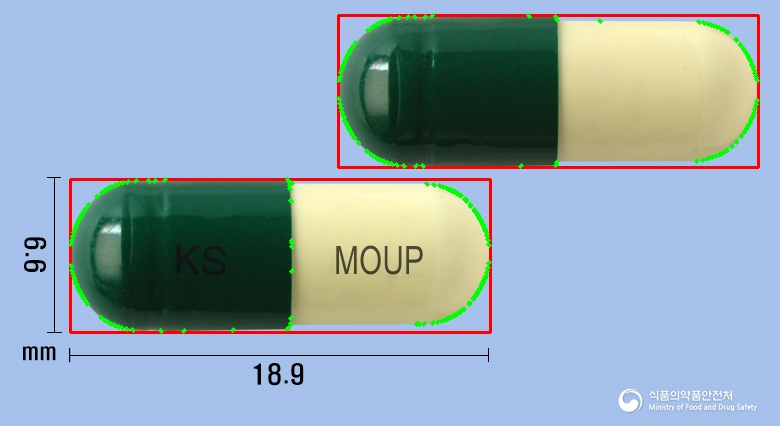 KS
MOUP
6.6
mm
18.9
식품의약품안전처
Ministry of Food and Drug Safety